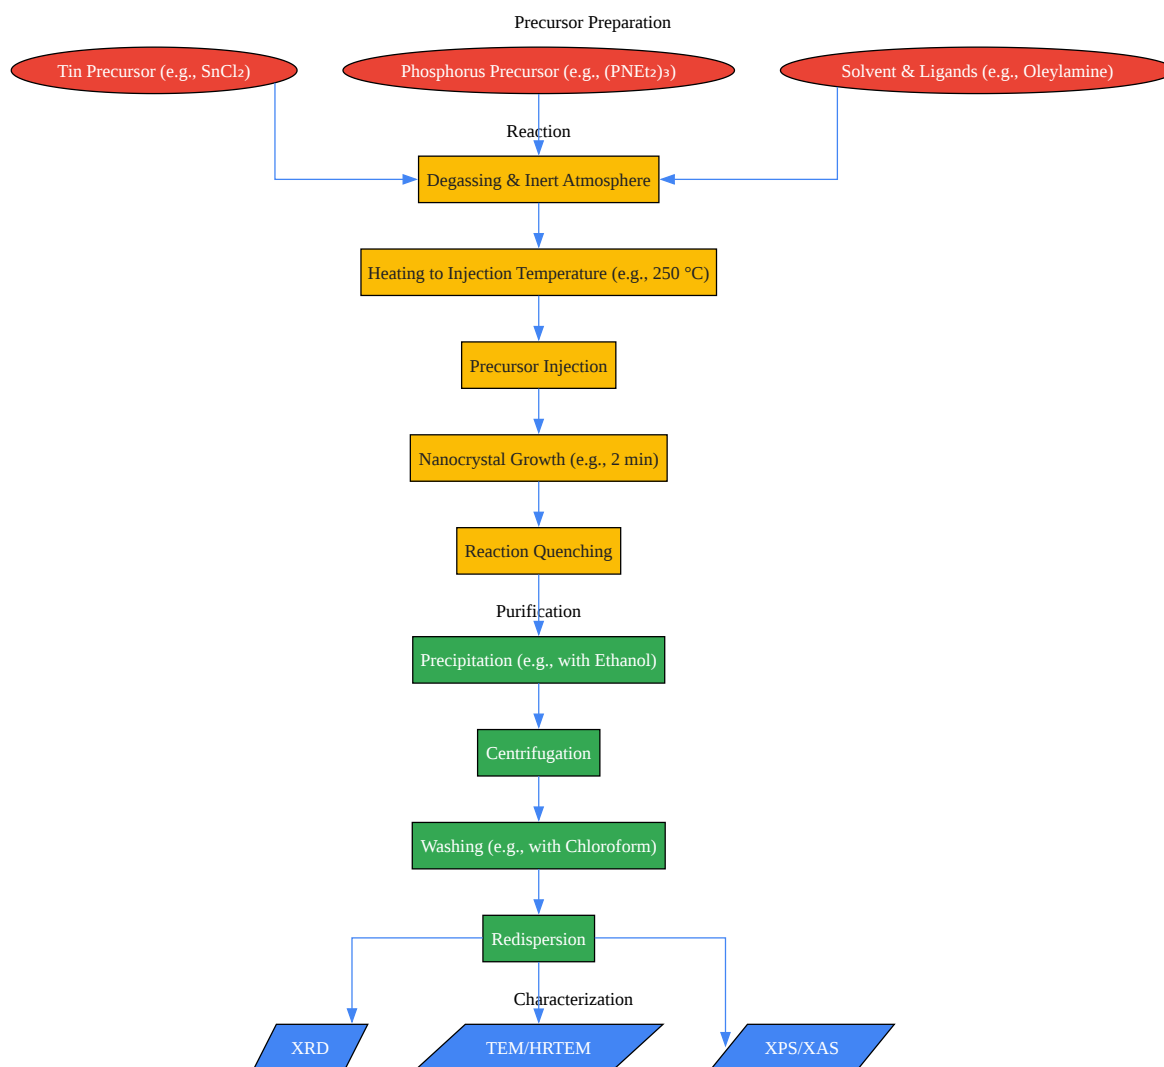 Precursor Preparation
Tin Precursor (e.g., SnCl₂)
Phosphorus Precursor (e.g., (PNEt₂)₃)
Solvent & Ligands (e.g., Oleylamine)
Reaction
Degassing & Inert Atmosphere
Heating to Injection Temperature (e.g., 250 °C)
Precursor Injection
Nanocrystal Growth (e.g., 2 min)
Reaction Quenching
Purification
Precipitation (e.g., with Ethanol)
Centrifugation
Washing (e.g., with Chloroform)
Redispersion
Characterization
XRD
TEM/HRTEM
XPS/XAS